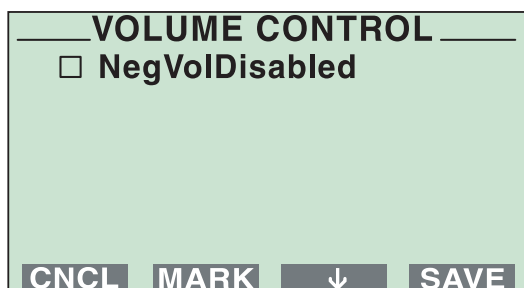 VOLUME CONTROL
☐ NegVolDisabled
CNCL MARK ↓ SAVE